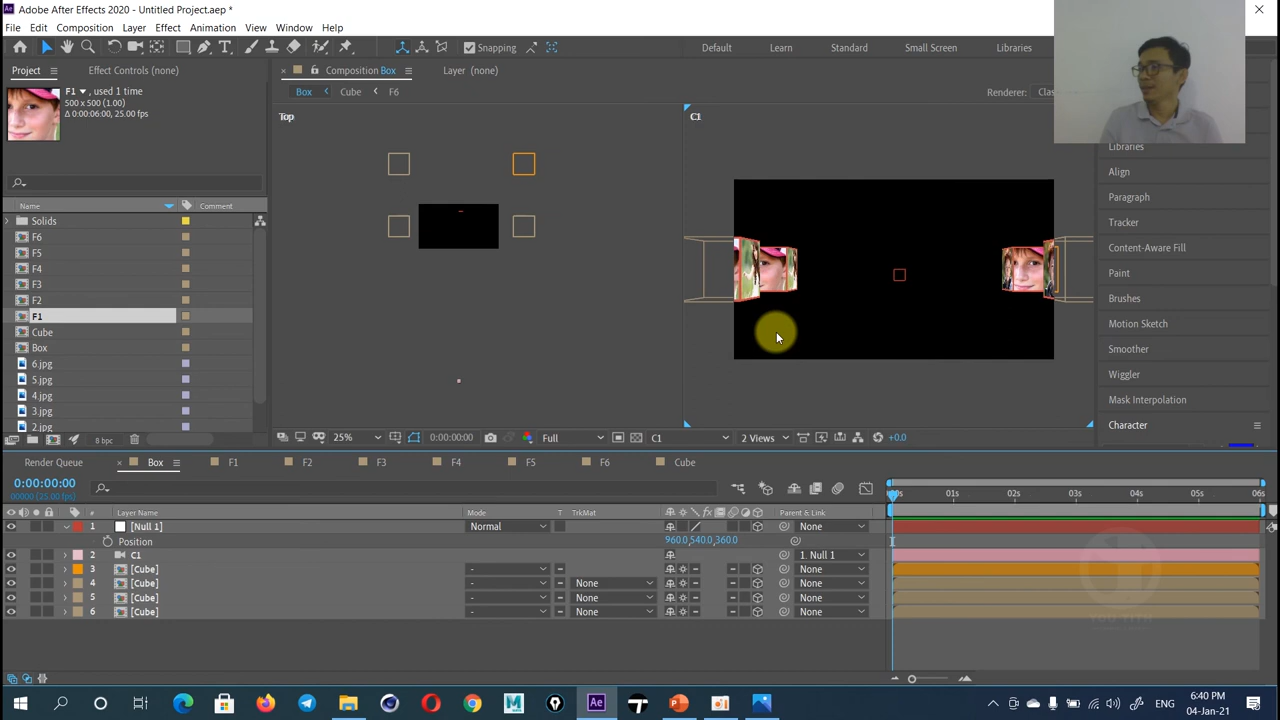 Adobe After Effects 2020 - Untitled Project.aep *
File Edit Composition Layer Effect Animation View Window Help
Snapping Default Learn Standard Small Screen Libraries
Project Effect Controls (none) Composition Box Layer (none)
F1 , used 1 time
500 x 500 (1.00)
Δ 0:00:06:00, 25.00 fps
Box Cube F6 Renderer:
Top C1
Name Comment
Solids
F6
F5
F4
F3
F2
F1
Cube
Box
6.jpg
5.jpg
4.jpg
3.jpg
2.jpg
8 bpc
Libraries
Align
Paragraph
Tracker
Content-Aware Fill
Paint
Brushes
Motion Sketch
Smoother
Wiggler
Mask Interpolation
Character
25% 0:00:00:00 Full C1 2 Views +0.0
Render Queue Box F1 F2 F3 F4 F5 F6 Cube
0:00:00:00
00000 (25.00 fps)
01s 02s 03s 04s 05s 06s
# Layer Name Mode T TrkMat Parent & Link
1 [Null 1] Normal None
Position 960.0,540.0,360.0
2 C1 1. Null 1
3 [Cube] - None
4 [Cube] - None None
5 [Cube] - None None
6 [Cube] - None None
YOU TITH
ENG 6:40 PM
04-Jan-21